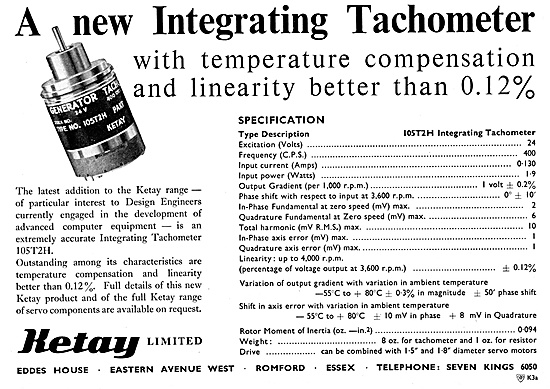 A new Integrating Tachometer
with temperature compensation
and linearity better than 0.12%
GENERATOR TACHO
26 V
TYPE NO. 105T2H PART
KETAY
The latest addition to the Ketay range —
of particular interest to Design Engineers
currently engaged in the development of
advanced computer equipment — is an
extremely accurate Integrating Tachometer
105T2H.
Outstanding among its characteristics are
temperature compensation and linearity
better than 0.12%. Full details of this new
Ketay product and of the full Ketay range
of servo components are available on request.
SPECIFICATION
Type Description 105T2H Integrating Tachometer
Excitation (Volts) 24
Frequency (C.P.S.) 400
Input current (Amps) 0·130
Input power (Watts) 1·9
Output Gradient (per 1,000 r.p.m.) 1 volt ± 0.2%
Phase shift with respect to input at 3,600 r.p.m. 0° ± 10′
In-Phase Fundamental at zero speed (mV) max. 2
Quadrature Fundamental at Zero speed (mV) max. 6
Total harmonic (mV R.M.S.) max. 10
In-Phase axis error (mV) max. 1
Quadrature axis error (mV) max. 1
Linearity: up to 4,000 r.p.m.
(percentage of voltage output at 3,600 r.p.m.) ± 0.12%
Variation of output gradient with variation in ambient temperature
—55°C to + 80°C ± 0·3% in magnitude ± 50′ phase shift
Shift in axis error with variation in ambient temperature
— 55°C to + 80°C ± 10 mV in phase + 8 mV in Quadrature
Rotor Moment of Inertia (oz. —in.2) 0·094
Weight: 8 oz. for tachometer and 1 oz. for resistor
Drive can be combined with 1·5" and 1·8" diameter servo motors
Ketay LIMITED
EDDES HOUSE · EASTERN AVENUE WEST · ROMFORD · ESSEX · TELEPHONE: SEVEN KINGS 6050
K3a